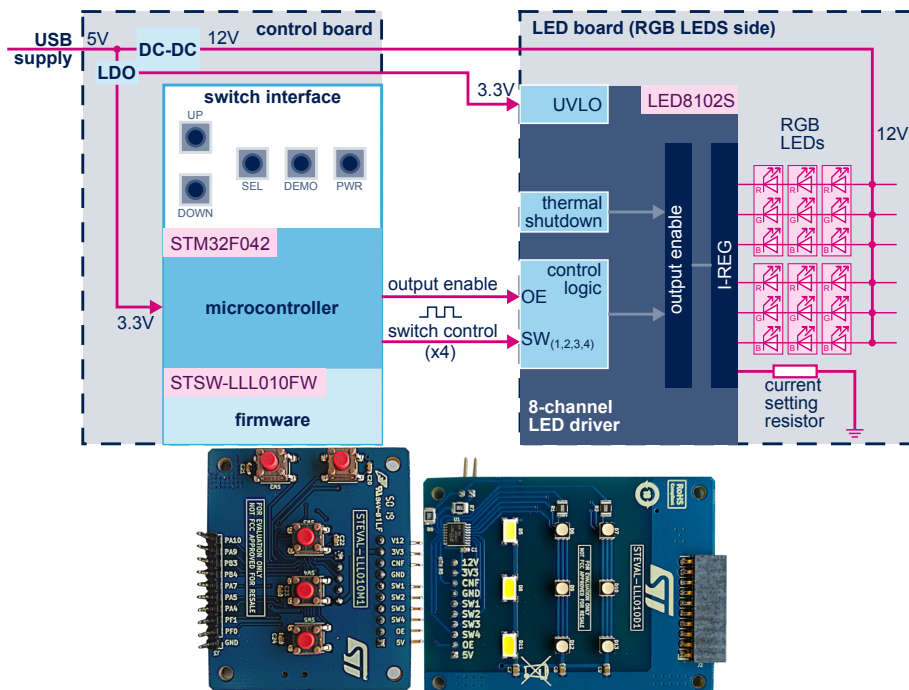 USB
supply
5V
DC-DC
12V
control board
LDO
switch interface
UP
DOWN
SEL
DEMO
PWR
STM32F042
microcontroller
3.3V
STSW-LLL010FW
firmware
output enable
switch control
(x4)
LED board (RGB LEDS side)
3.3V
UVLO
LED8102S
thermal
shutdown
OE
control
logic
SW(1,2,3,4)
output enable
I-REG
8-channel
LED driver
RGB
LEDs
12V
R
R
R
G
G
G
B
B
B
R
R
R
G
G
G
B
B
B
current
setting
resistor
FOR EVALUATION ONLY
NOT FCC APPROVED FOR RESALE
STEVAL-LLL010M1
94V-0
PA10
PA9
PB3
PB4
PA7
PA5
PA4
PF1
PF0
GND
V12
3V3
CNF
GND
SW1
SW2
SW3
SW4
OE
5V
ST
12V
3V3
CNF
GND
SW1
SW2
SW3
SW4
OE
5V
FOR EVALUATION ONLY
NOT FCC APPROVED FOR RESALE
STEVAL-LLL010D1
RoHS
ST